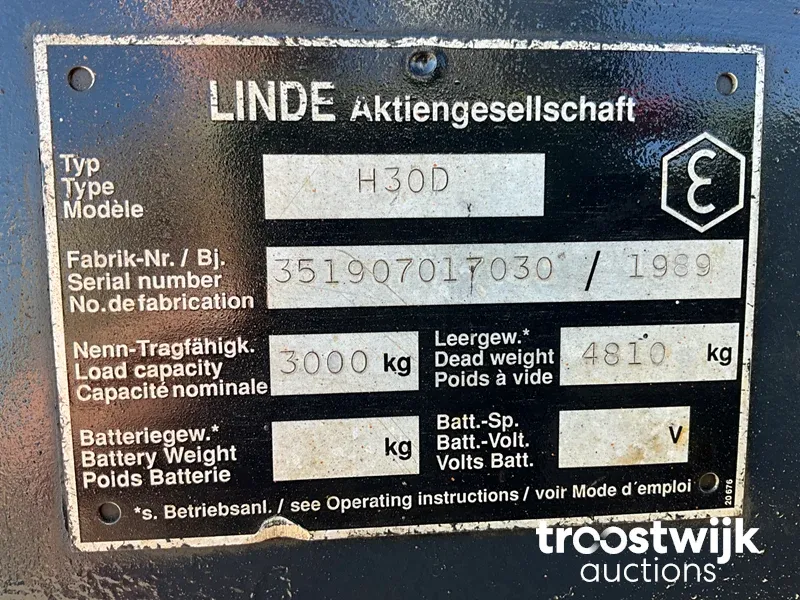 LINDE Aktiengesellschaft
Typ
Type
Modèle
H30D
Fabrik-Nr. / Bj.
Serial number
No. de fabrication
351907017030 / 1989
Nenn-Tragfähigk.
Load capacity
Capacité nominale
3000 kg
Leergew.*
Dead weight
Poids à vide
4810 kg
Batteriegew.*
Battery Weight
Poids Batterie
kg
Batt.-Sp.
Batt.-Volt.
Volts Batt.
V
*s. Betriebsanl. / see Operating instructions / voir Mode d´emploi
20676
troostwijk
auctions